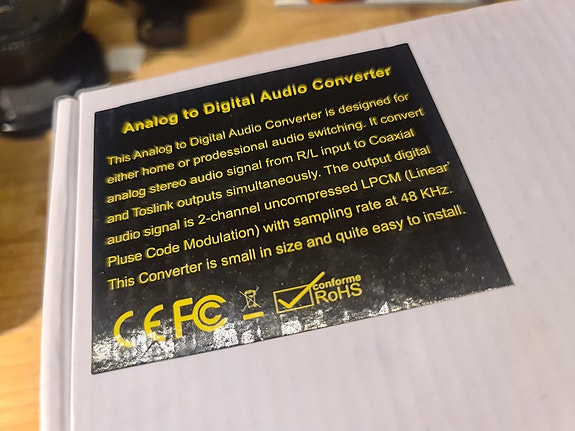 Analog to Digital Audio Converter
This Analog to Digital Audio Converter is designed for
either home or prodessional audio switching. It convert
analog stereo audio signal from R/L input to Coaxial
and Toslink outputs simultaneously. The output digital
audio signal is 2-channel uncompressed LPCM (Linear'
Pluse Code Modulation) with sampling rate at 48 KHz.
This Converter is small in size and quite easy to install.
CE FC conforme
RoHS